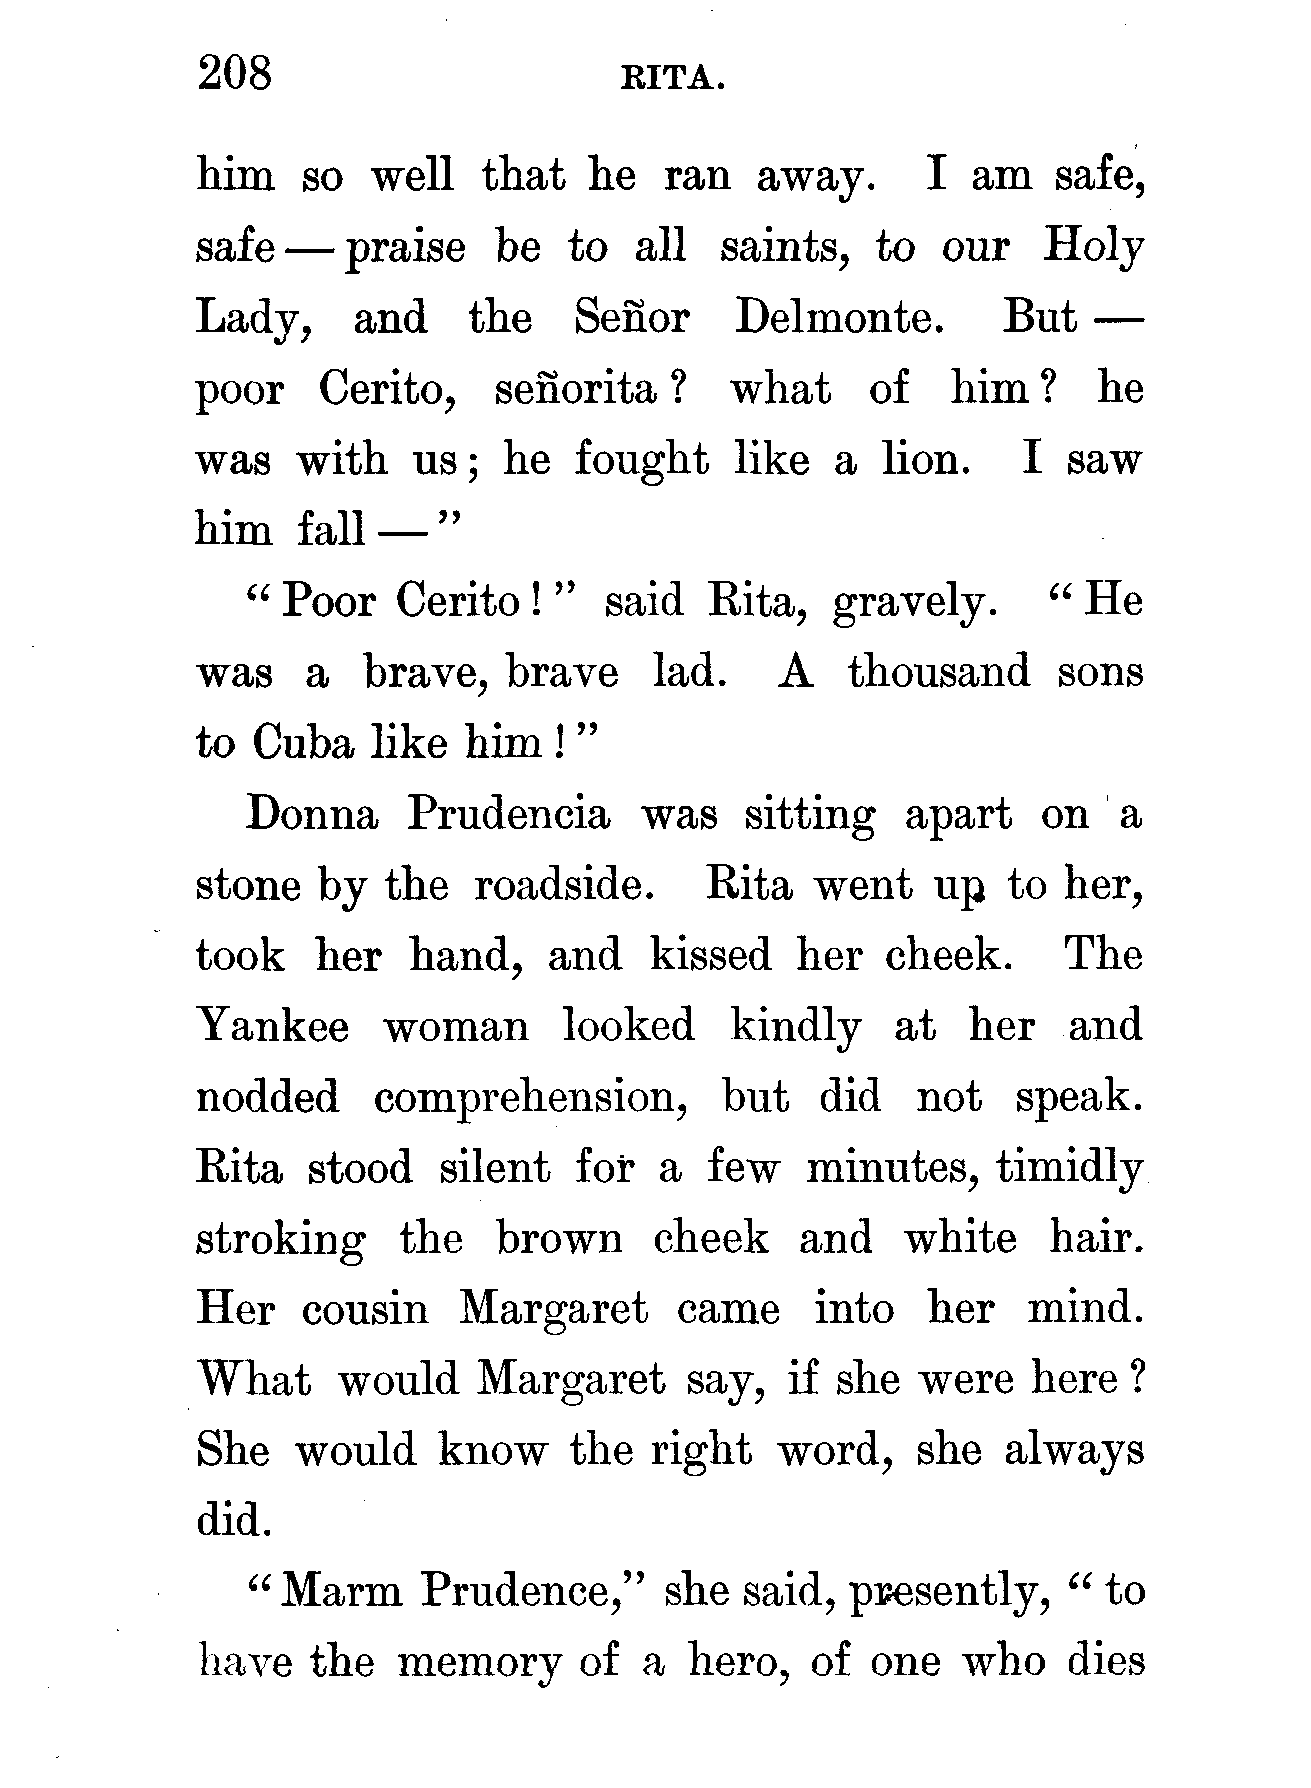 208 RITA.
him so well that he ran away. I am safe,
safe — praise be to all saints, to our Holy
Lady, and the Señor Delmonte. But —
poor Cerito, señorita? what of him? he
was with us; he fought like a lion. I saw
him fall — "
" Poor Cerito! " said Rita, gravely. " He
was a brave, brave lad. A thousand sons
to Cuba like him! "
Donna Prudencia was sitting apart on a
stone by the roadside. Rita went up to her,
took her hand, and kissed her cheek. The
Yankee woman looked kindly at her and
nodded comprehension, but did not speak.
Rita stood silent for a few minutes, timidly
stroking the brown cheek and white hair.
Her cousin Margaret came into her mind.
What would Margaret say, if she were here?
She would know the right word, she always
did.
" Marm Prudence," she said, presently, " to
have the memory of a hero, of one who dies